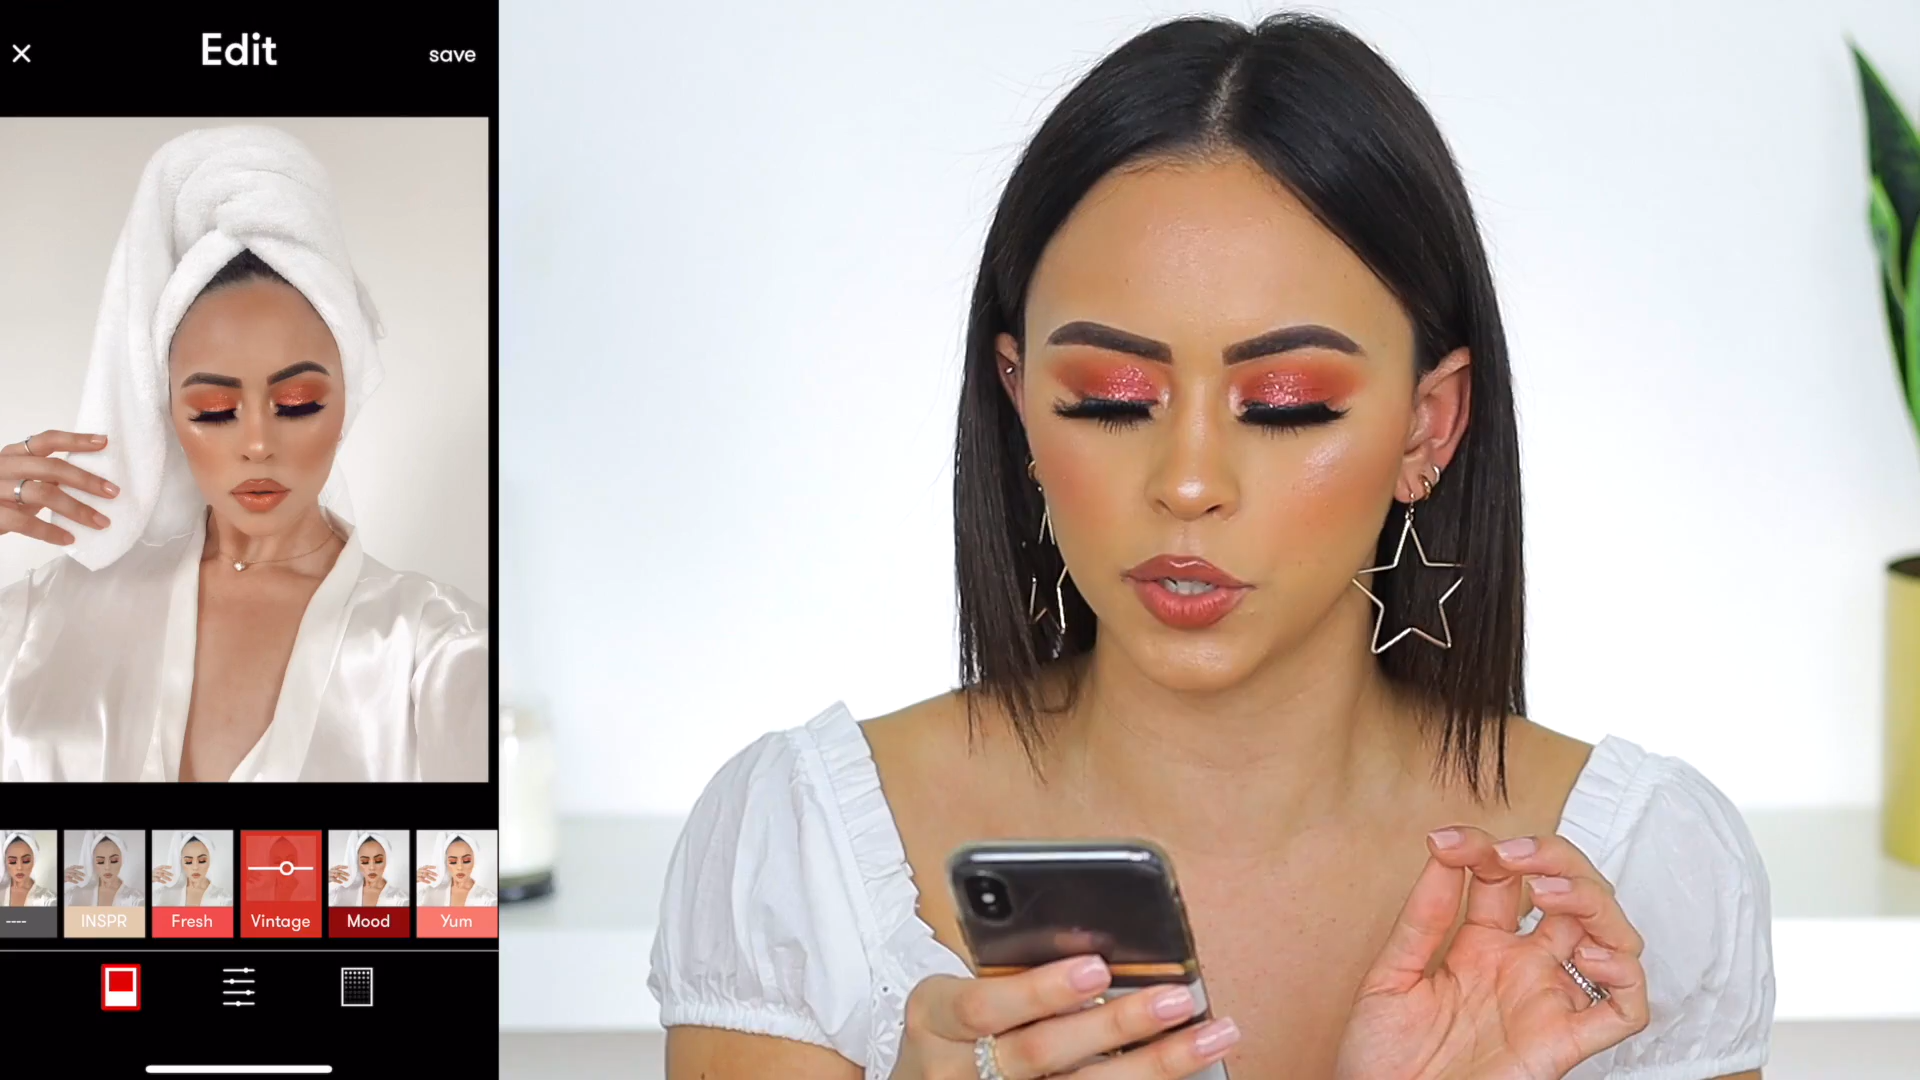 Edit
save
----
INSPR
Fresh
Vintage
Mood
Yum